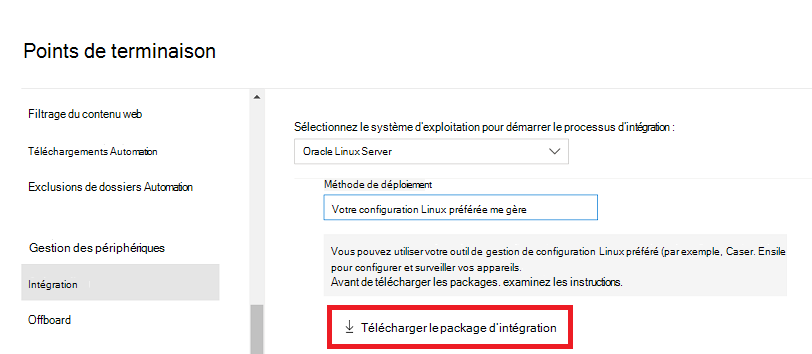 Points de terminaison
Filtrage du contenu web
Téléchargements Automation
Exclusions de dossiers Automation
Gestion des périphériques
Intégration
Offboard
Sélectionnez le système d'exploitation pour démarrer le processus d'intégration :
Oracle Linux Server
Méthode de déploiement
Votre configuration Linux préférée me gère
Vous pouvez utiliser votre outil de gestion de configuration Linux préféré (par exemple, Caser. Ensile
pour configurer et surveiller vos appareils.
Avant de télécharger les packages. examinez les instructions.
Télécharger le package d'intégration